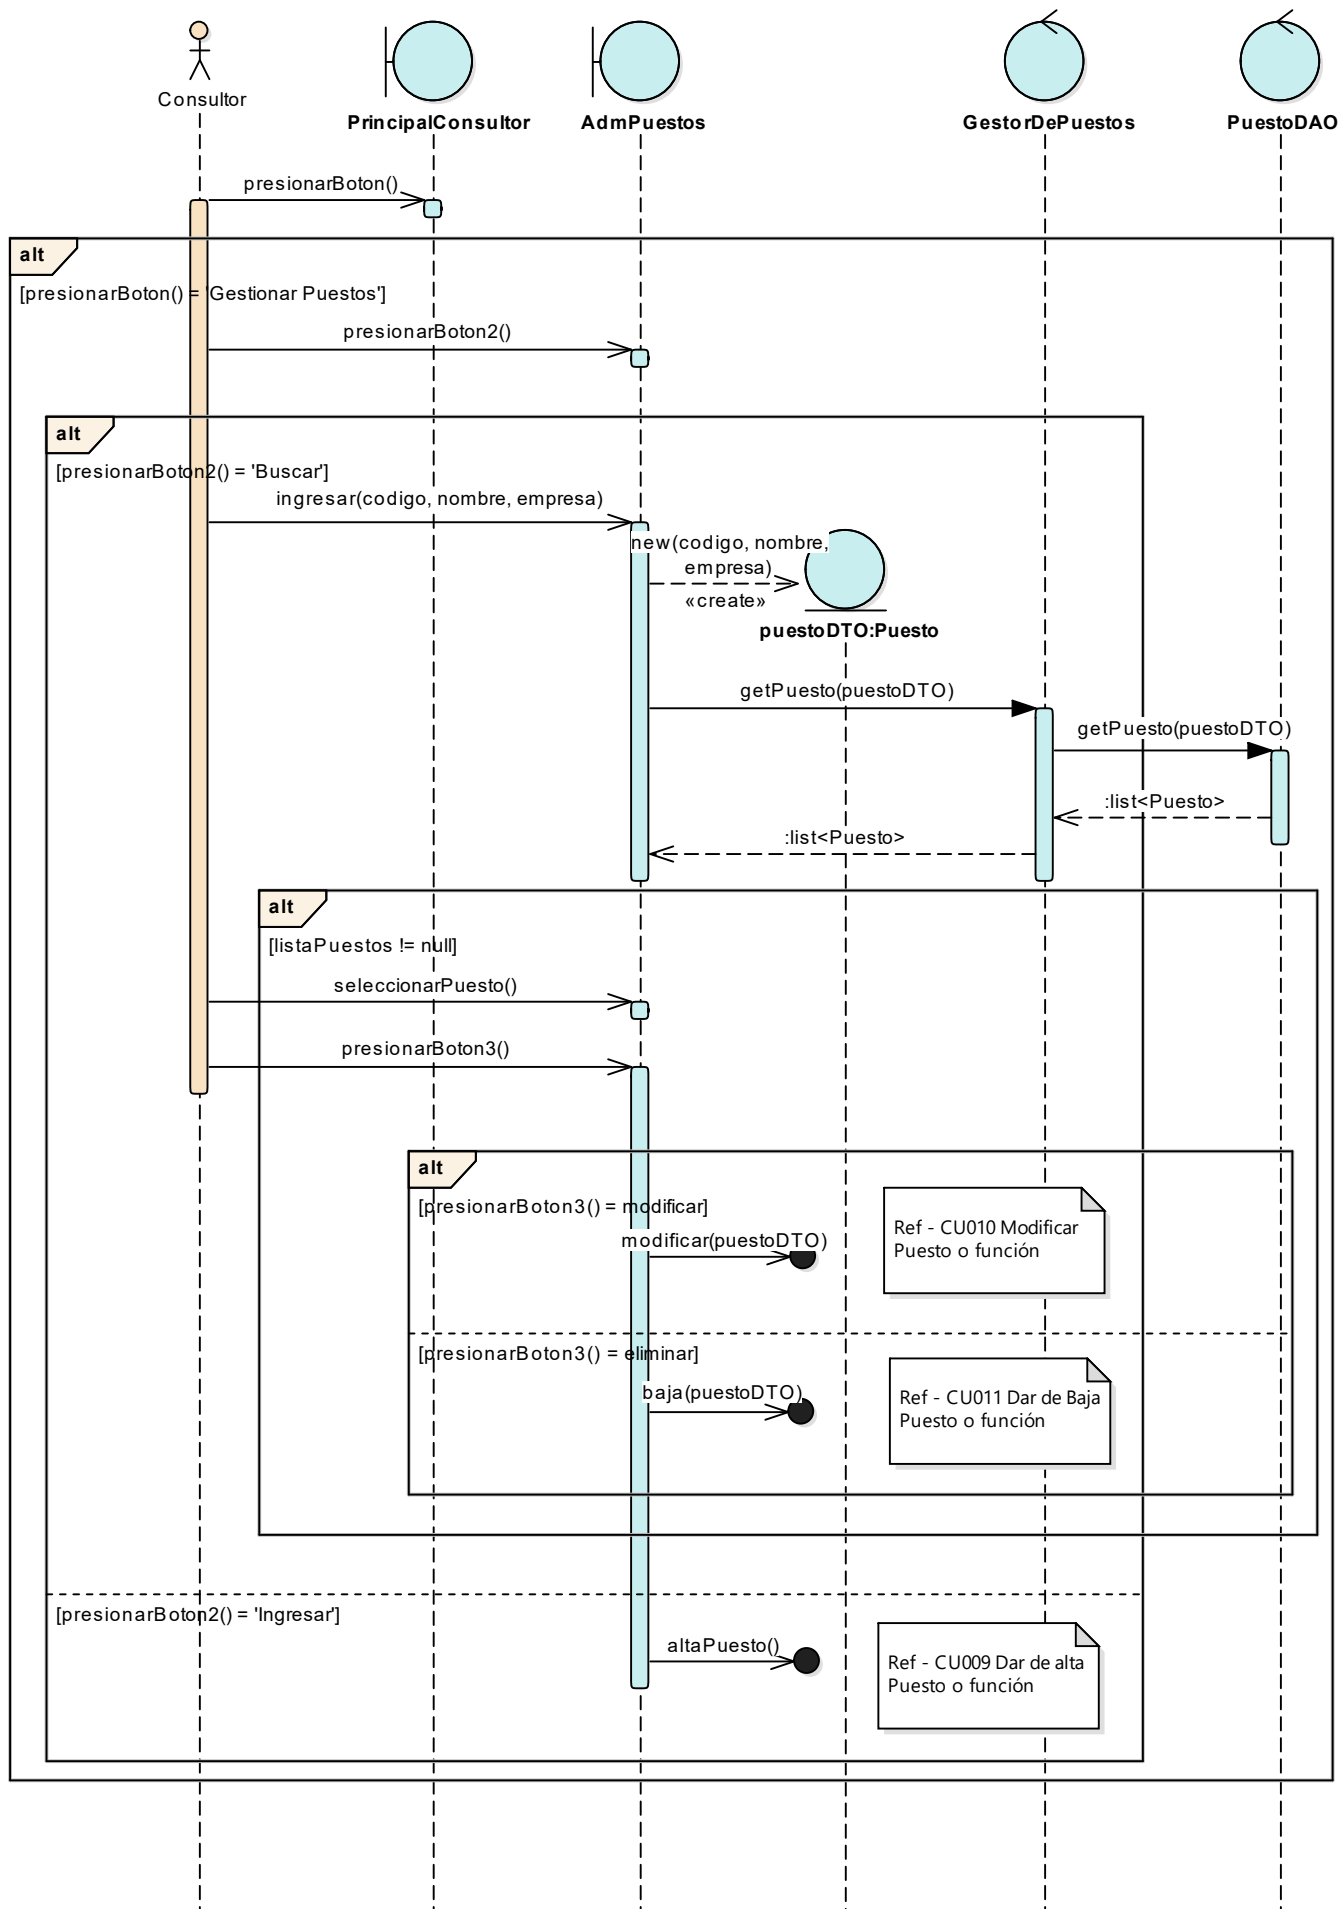 Consultor
PrincipalConsultor
AdmPuestos
GestorDePuestos
PuestoDAO
presionarBoton()
alt
[presionarBoton() = 'Gestionar Puestos']
presionarBoton2()
alt
[presionarBoton2() = 'Buscar']
ingresar(codigo, nombre, empresa)
new(codigo, nombre,
empresa)
«create»
puestoDTO:Puesto
getPuesto(puestoDTO)
getPuesto(puestoDTO)
:list<Puesto>
:list<Puesto>
alt
[listaPuestos != null]
seleccionarPuesto()
presionarBoton3()
alt
[presionarBoton3() = modificar]
modificar(puestoDTO)
Ref - CU010 Modificar
Puesto o función
[presionarBoton3() = eliminar]
baja(puestoDTO)
Ref - CU011 Dar de Baja
Puesto o función
[presionarBoton2() = 'Ingresar']
altaPuesto()
Ref - CU009 Dar de alta
Puesto o función